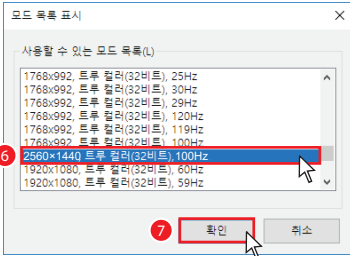 모드 목록 표시
사용할 수 있는 모드 목록(L)
1768x992, 트루 컬러(32비트), 25Hz
1768x992, 트루 컬러(32비트), 30Hz
1768x992, 트루 컬러(32비트), 29Hz
1768x992, 트루 컬러(32비트), 120Hz
1768x992, 트루 컬러(32비트), 119Hz
1768x992, 트루 컬러(32비트), 100Hz
6 2560×1440, 트루 컬러(32비트),100Hz
1920x1080, 트루 컬러(32비트), 60Hz
1920x1080, 트루 컬러(32비트), 59Hz
7 확인 취소